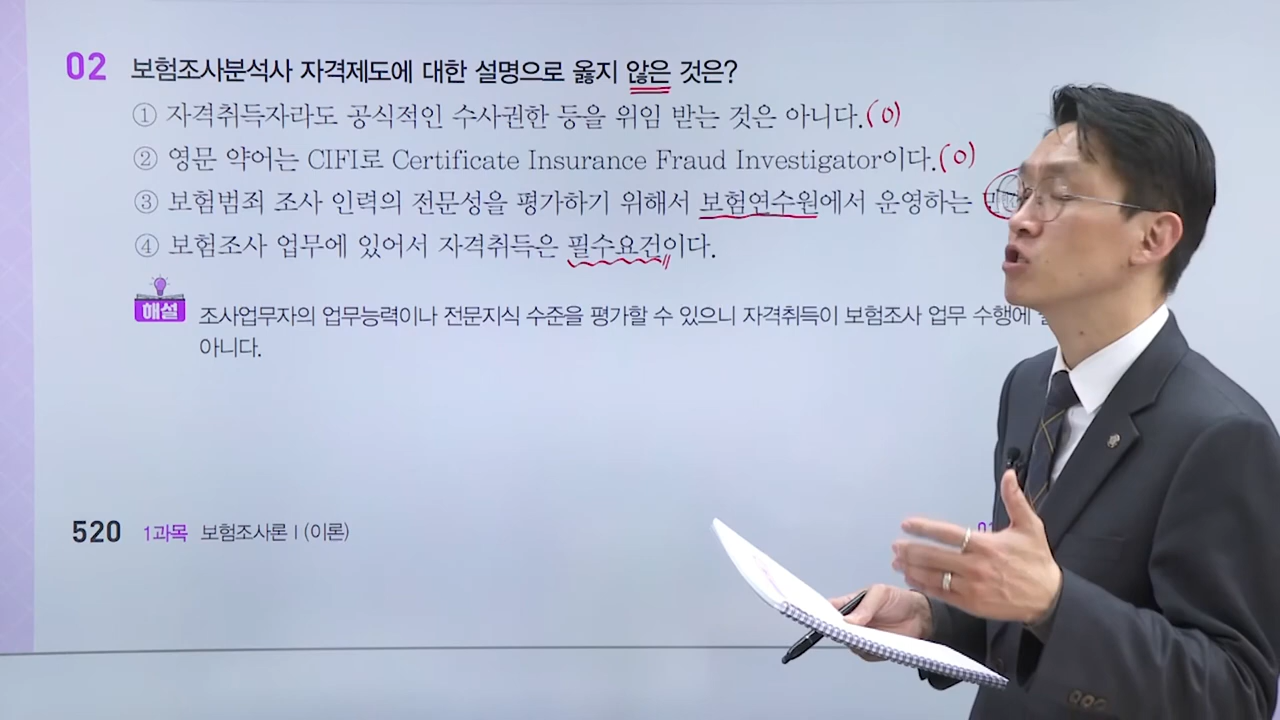 02 보험조사분석사 자격제도에 대한 설명으로 옳지 않은 것은?
① 자격취득자라도 공식적인 수사권한 등을 위임 받는 것은 아니다.(O)
② 영문 약어는 CIFI로 Certificate Insurance Fraud Investigator이다.(O)
③ 보험범죄 조사 인력의 전문성을 평가하기 위해서 보험연수원에서 운영하는
④ 보험조사 업무에 있어서 자격취득은 필수요건이다.
해설 조사업무자의 업무능력이나 전문지식 수준을 평가할 수 있으니 자격취득이 보험조사 업무 수행에
아니다.
520 1과목 보험조사론Ⅰ(이론)